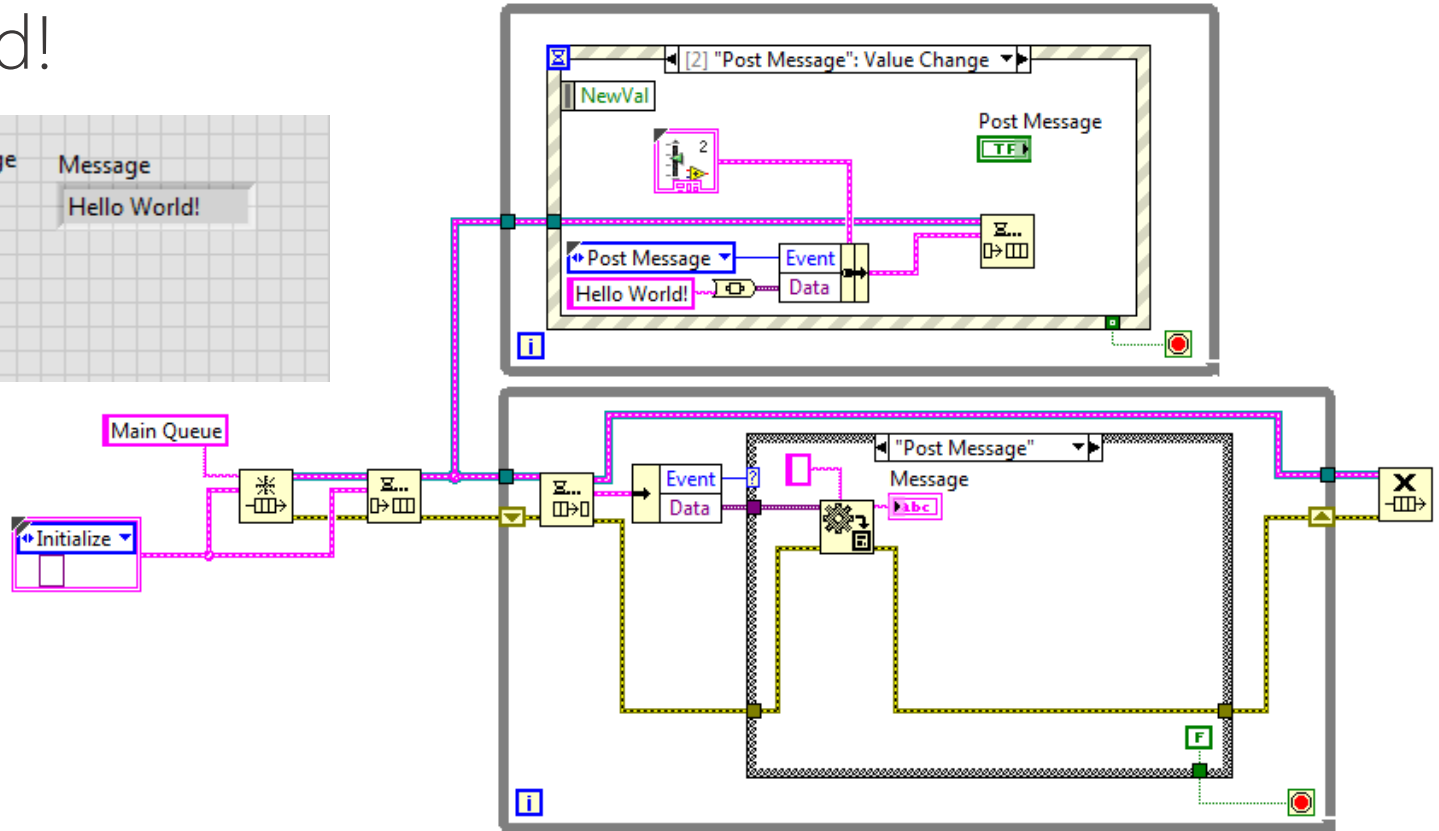 d!
ge
Message
Hello World!
[2] "Post Message": Value Change
NewVal
Post Message
TF
2
Post Message
Event
Hello World!
Data
i
Main Queue
"Post Message"
Event
Message
?
Data
abc
Initialize
F
i